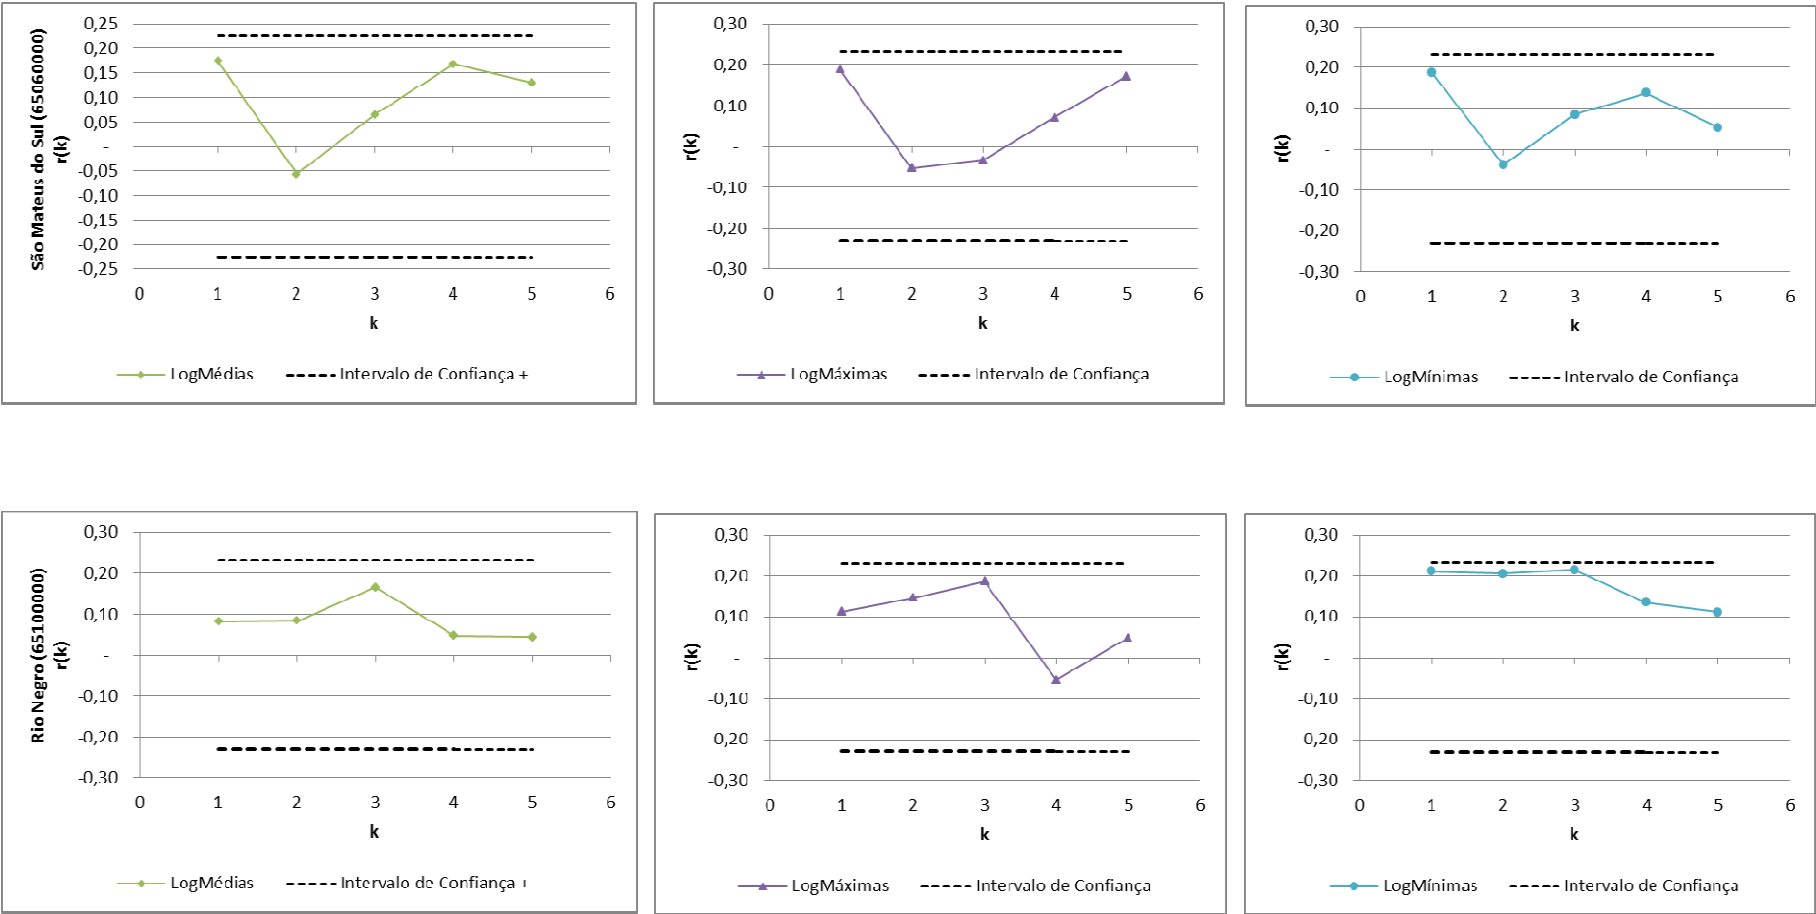 São Mateus do Sul (65060000)
r(k)
0,25
0,20
0,15
0,10
0,05
-
-0,05
-0,10
-0,15
-0,20
-0,25
0 1 2 3 4 5 6
k
LogMédias Intervalo de Confiança +
r(k)
0,30
0,20
0,10
-
-0,10
-0,20
-0,30
0 1 2 3 4 5 6
k
LogMáximas Intervalo de Confiança
r(k)
0,30
0,20
0,10
-
-0,10
-0,20
-0,30
0 1 2 3 4 5 6
k
LogMínimas Intervalo de Confiança
Rio Negro (65100000)
r(k)
0,30
0,20
0,10
-
-0,10
-0,20
-0,30
0 1 2 3 4 5 6
k
LogMédias Intervalo de Confiança +
r(k)
0,30
0,20
0,10
-
-0,10
-0,20
-0,30
0 1 2 3 4 5 6
k
LogMáximas Intervalo de Confiança
r(k)
0,30
0,20
0,10
-
-0,10
-0,20
-0,30
0 1 2 3 4 5 6
k
LogMínimas Intervalo de Confiança